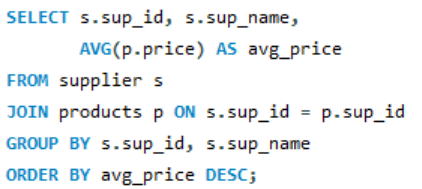 SELECT s.sup_id, s.sup_name,
AVG(p.price) AS avg_price
FROM supplier s
JOIN products p ON s.sup_id = p.sup_id
GROUP BY s.sup_id, s.sup_name
ORDER BY avg_price DESC;